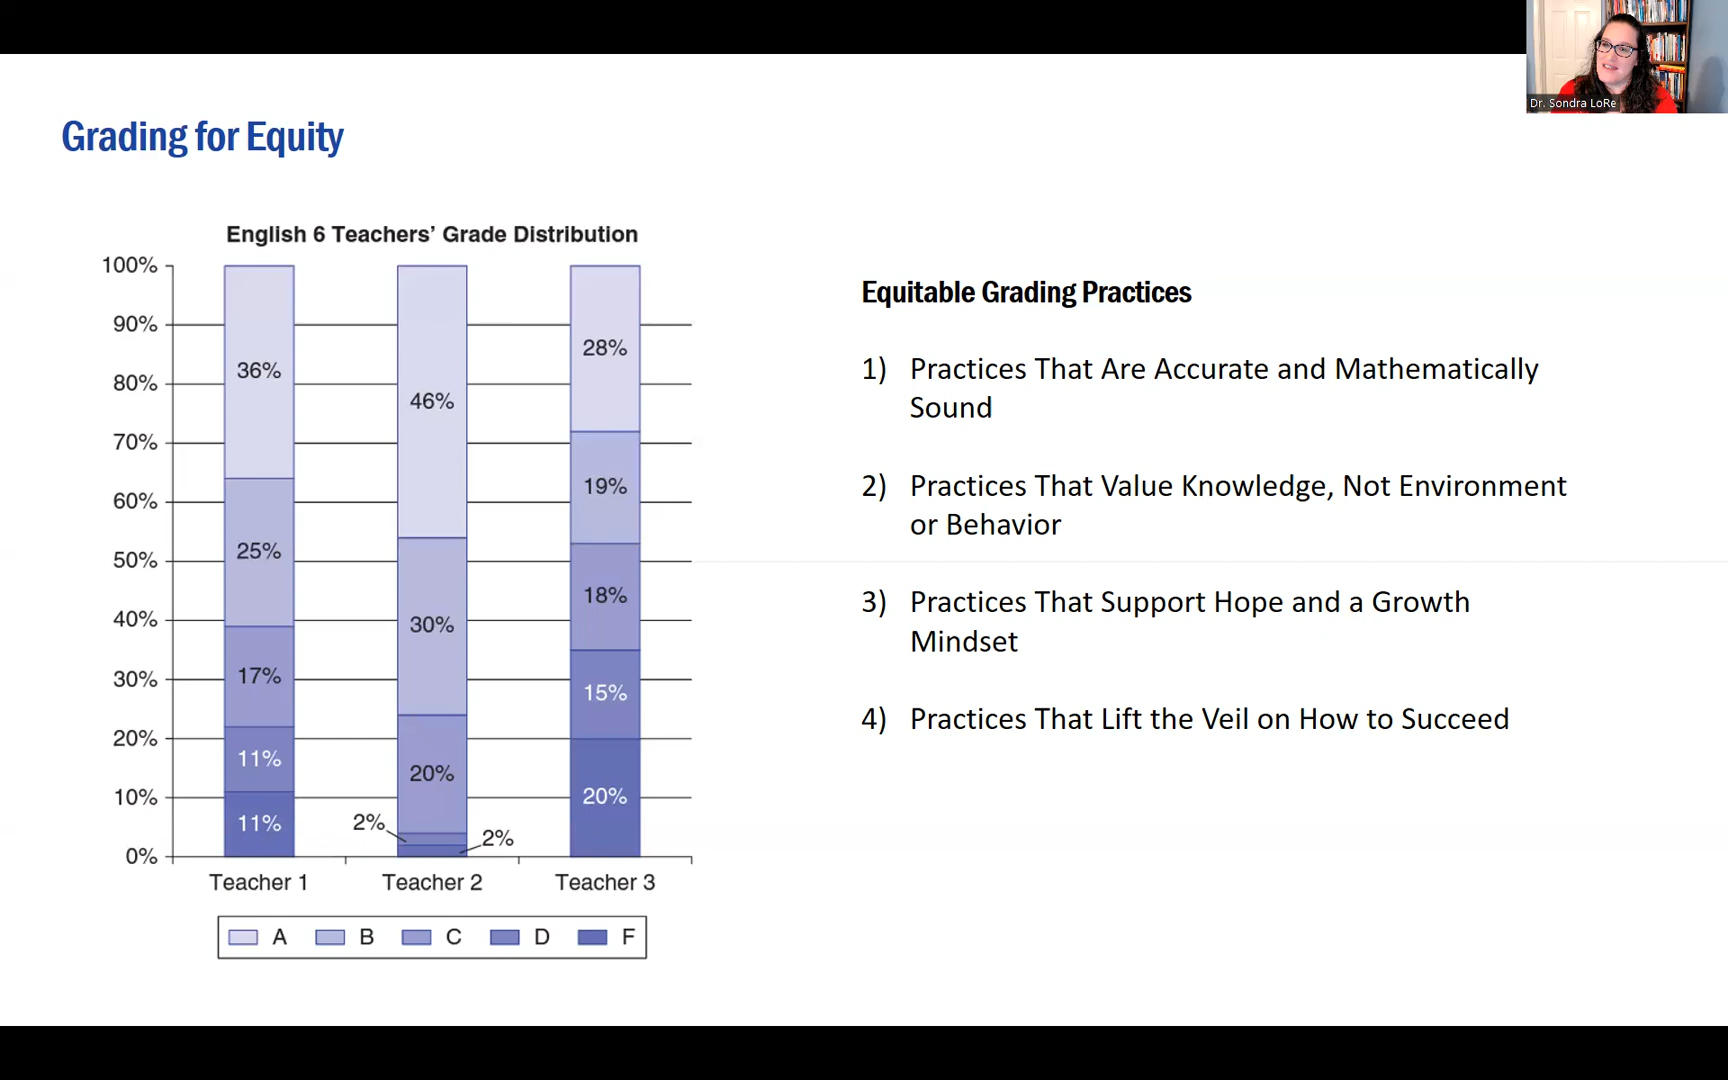 Dr. Sondra LoRe
Grading for Equity
English 6 Teachers' Grade Distribution
100%
90%
80%
70%
60%
50%
40%
30%
20%
10%
0%
36%
25%
17%
11%
11%
46%
30%
20%
2%
2%
28%
19%
18%
15%
20%
Teacher 1
Teacher 2
Teacher 3
A B C D F
Equitable Grading Practices
1) Practices That Are Accurate and Mathematically
Sound
2) Practices That Value Knowledge, Not Environment
or Behavior
3) Practices That Support Hope and a Growth
Mindset
4) Practices That Lift the Veil on How to Succeed